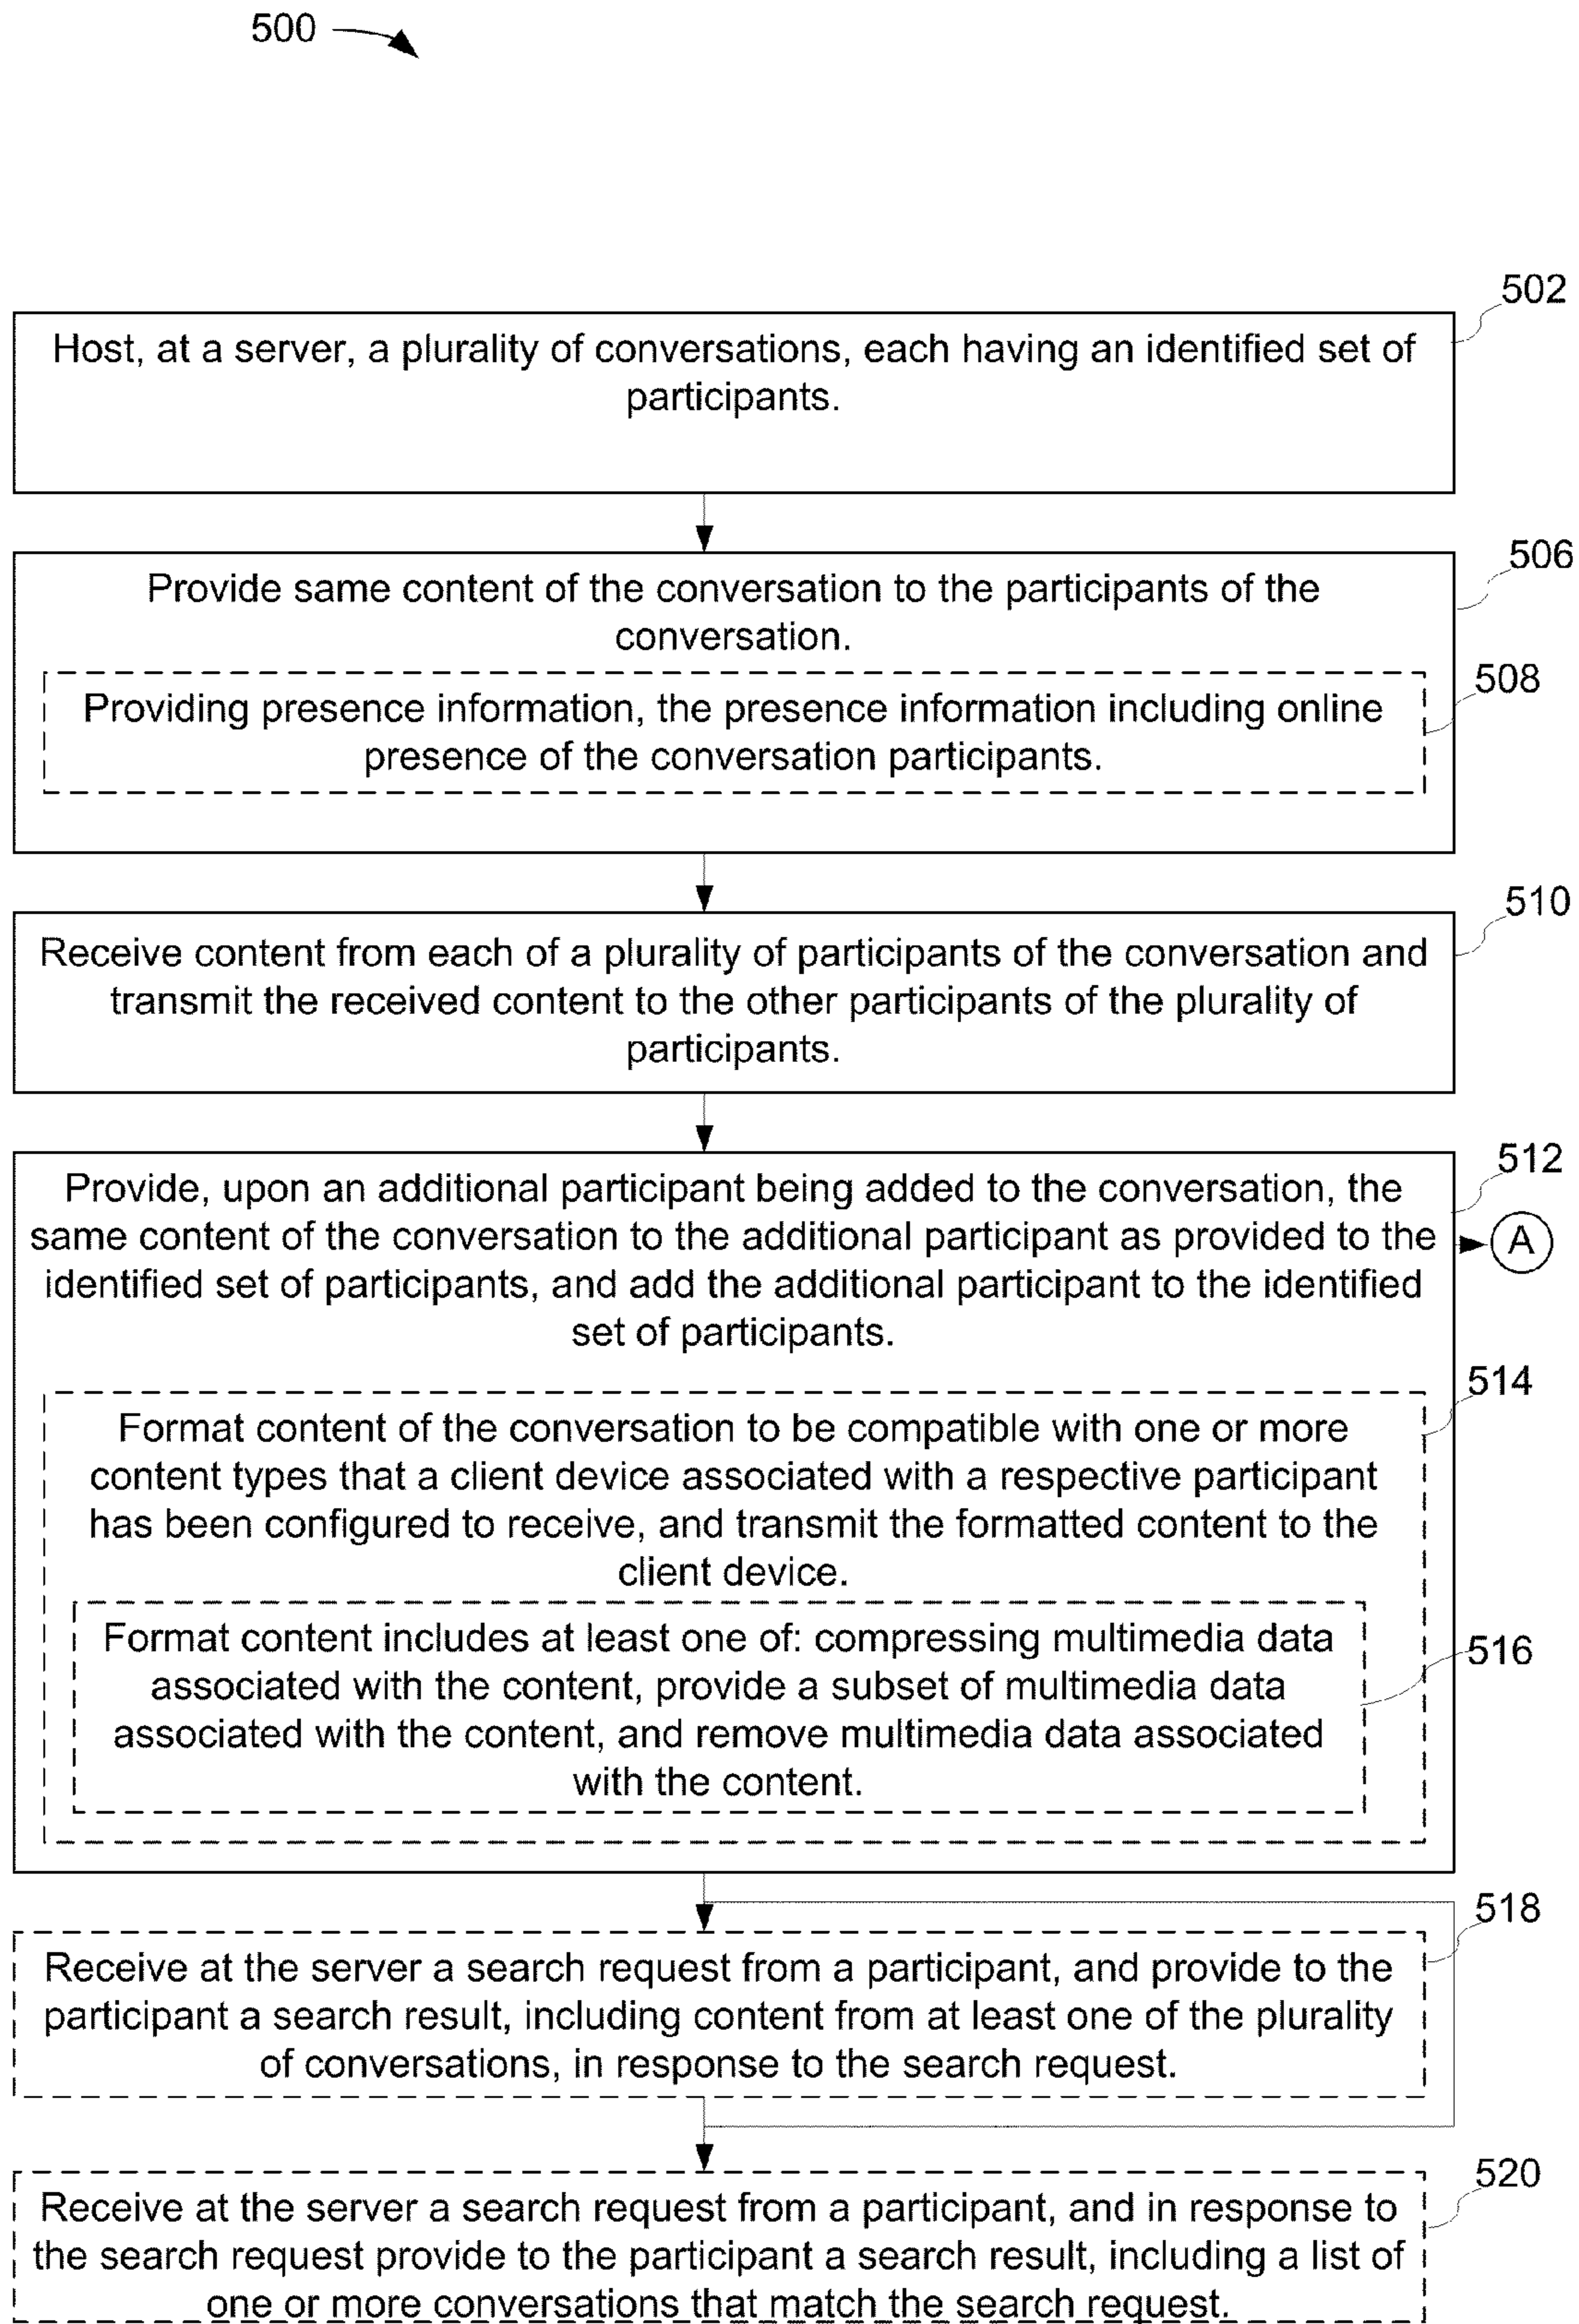 500
502
Host, at a server, a plurality of conversations, each having an identified set of
participants.
506
Provide same content of the conversation to the participants of the
conversation.
508
Providing presence information, the presence information including online
presence of the conversation participants.
510
Receive content from each of a plurality of participants of the conversation and
transmit the received content to the other participants of the plurality of
participants.
512
Provide, upon an additional participant being added to the conversation, the
same content of the conversation to the additional participant as provided to the
A
identified set of participants, and add the additional participant to the identified
set of participants.
514
Format content of the conversation to be compatible with one or more
content types that a client device associated with a respective participant
has been configured to receive, and transmit the formatted content to the
client device.
516
Format content includes at least one of: compressing multimedia data
associated with the content, provide a subset of multimedia data
associated with the content, and remove multimedia data associated
with the content.
518
Receive at the server a search request from a participant, and provide to the
participant a search result, including content from at least one of the plurality
of conversations, in response to the search request.
520
Receive at the server a search request from a participant, and in response to
the search request provide to the participant a search result, including a list of
one or more conversations that match the search request.